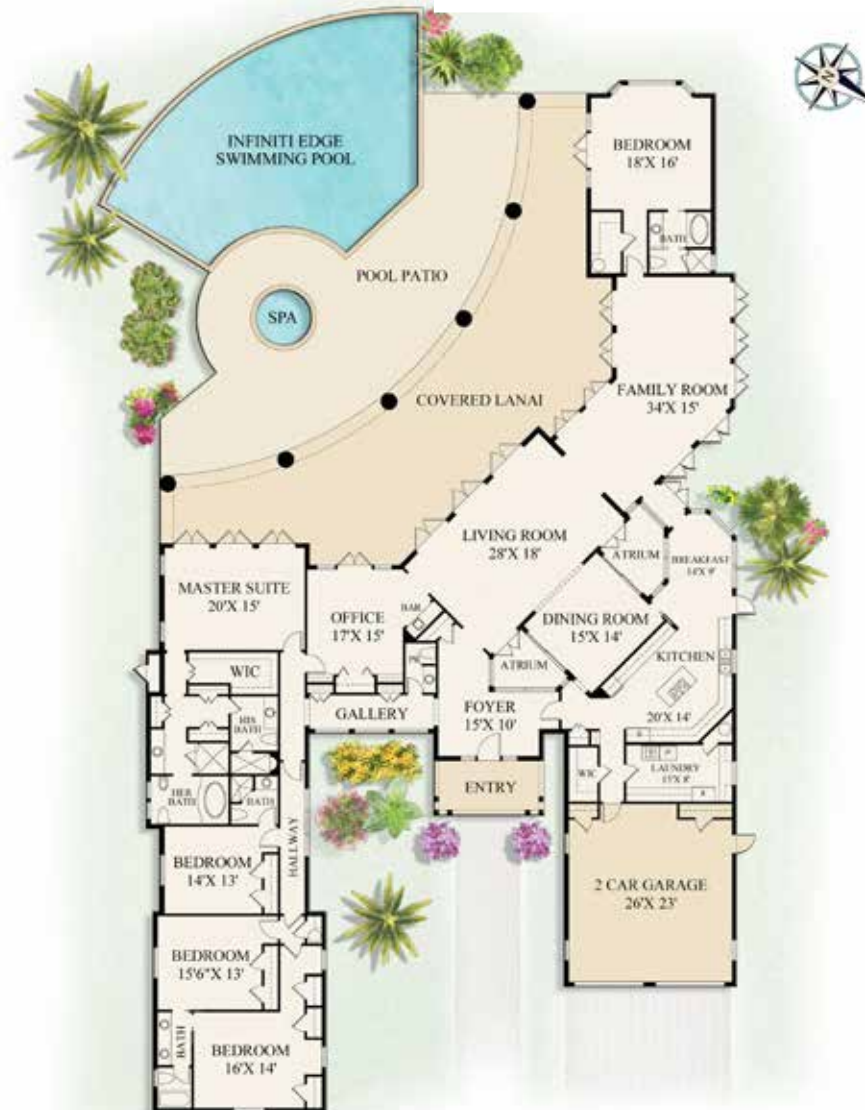 N
INFINITI EDGE
SWIMMING POOL
BEDROOM
18'X 16'
BATH
POOL PATIO
SPA
FAMILY ROOM
34'X 15'
COVERED LANAI
LIVING ROOM
28'X 18'
ATRIUM
BREAKFAST
14'X 9'
MASTER SUITE
20'X 15'
OFFICE
17'X 15'
BAR
DINING ROOM
15'X 14'
KITCHEN
20'X 14'
WIC
ATRIUM
GALLERY
FOYER
15'X 10'
HIS
BATH
HER
BATH
BATH
ENTRY
WIC
LAUNDRY
HALLWAY
BEDROOM
14'X 13'
2 CAR GARAGE
26'X 23'
BEDROOM
15'6"X 13'
BATH
BEDROOM
16'X 14'